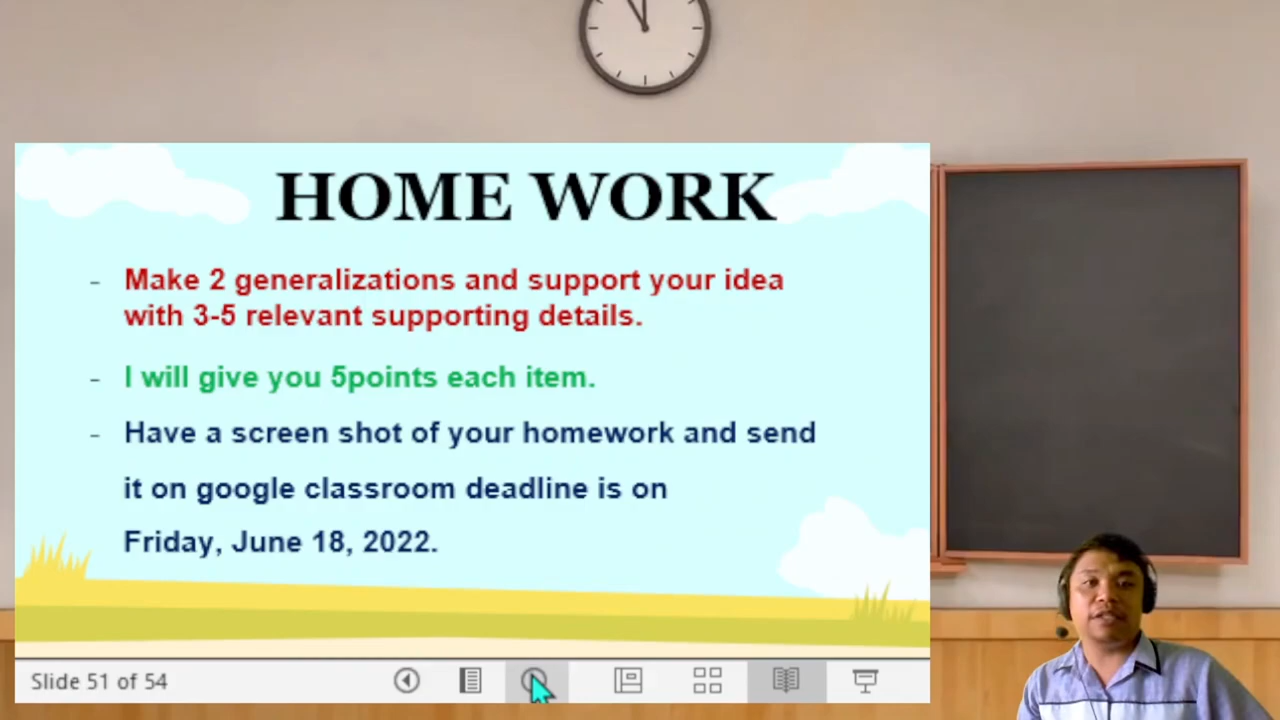 HOME WORK
- Make 2 generalizations and support your idea
with 3-5 relevant supporting details.
- I will give you 5points each item.
- Have a screen shot of your homework and send
it on google classroom deadline is on
Friday, June 18, 2022.
Slide 51 of 54